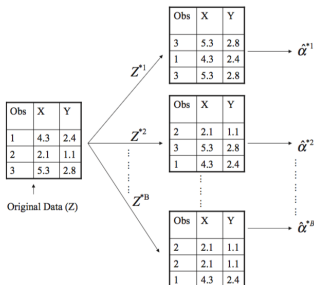 Obs X Y
1 4.3 2.4
2 2.1 1.1
3 5.3 2.8
Original Data (Z)
Z*1
Z*2
Z*B
Obs X Y
3 5.3 2.8
1 4.3 2.4
3 5.3 2.8
α̂*1
Obs X Y
2 2.1 1.1
3 5.3 2.8
1 4.3 2.4
α̂*2
Obs X Y
2 2.1 1.1
2 2.1 1.1
1 4.3 2.4
α̂*B